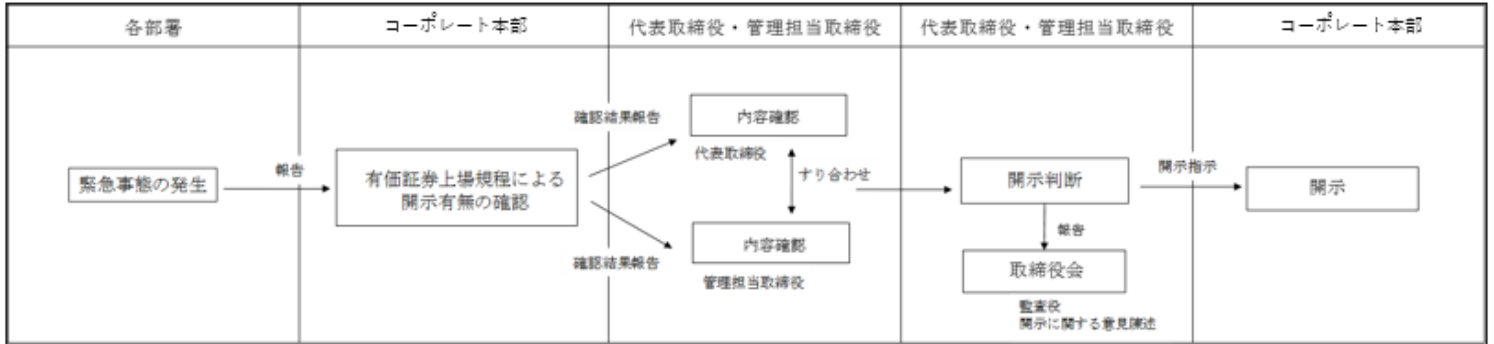 各部署
コーポレート本部
代表取締役・管理担当取締役
代表取締役・管理担当取締役
コーポレート本部
緊急事態の発生
報告
有価証券上場規程による
開示有無の確認
確認結果報告
確認結果報告
内容確認
代表取締役
すり合わせ
内容確認
管理担当取締役
開示判断
報告
取締役会
監査役
開示に関する意見陳述
開示指示
開示